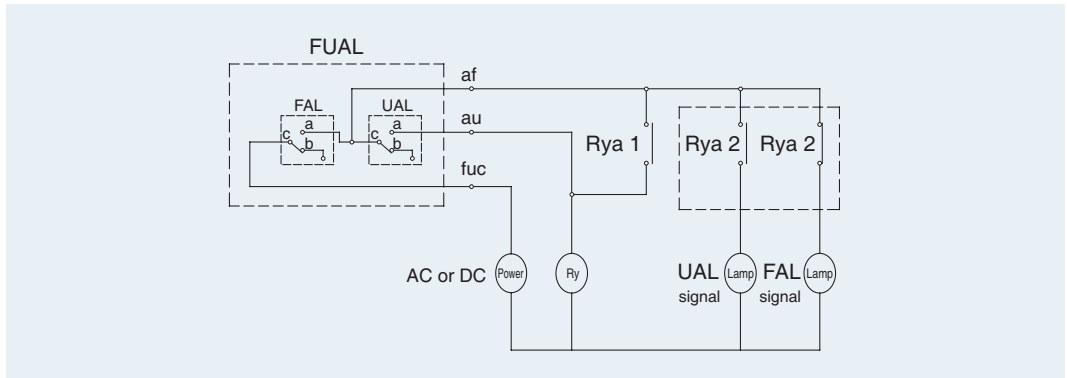 FUAL
af
FAL
UAL
a
a
au
c
b
c
b
Rya 1
Rya 2
Rya 2
fuc
AC or DC
Power
Ry
UAL
signal
Lamp
FAL
signal
Lamp